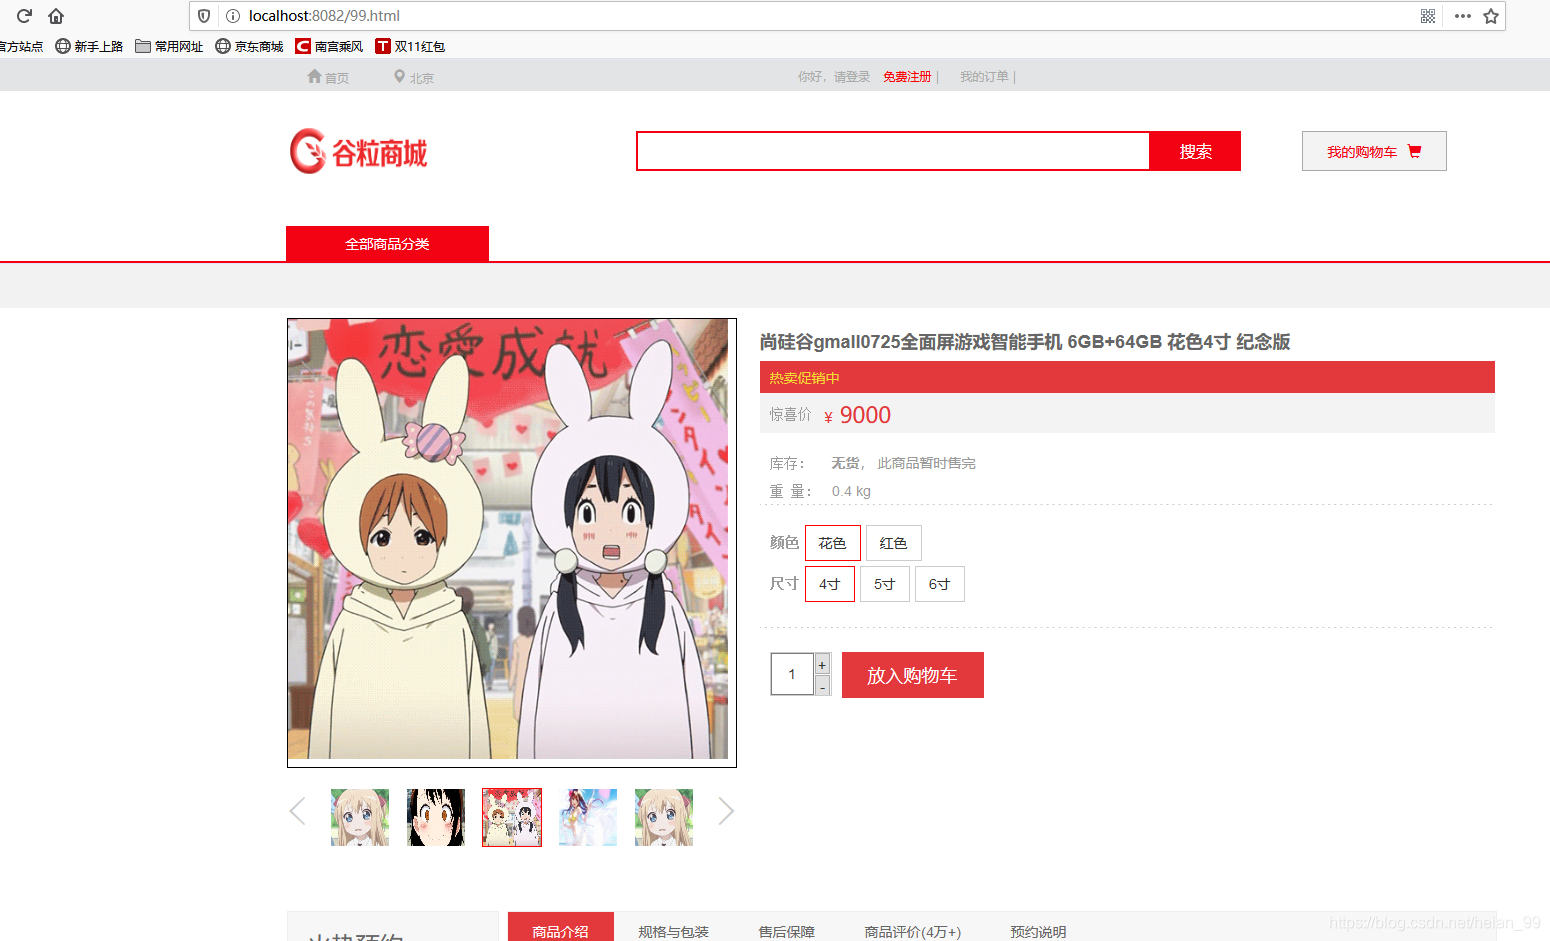 localhost:8082/99.html
官方站点 新手上路 常用网址 京东商城 南宫乘风 双11红包
首页 北京 你好，请登录 免费注册 | 我的订单 |
谷粒商城 搜索 我的购物车
全部商品分类
恋愛成就
尚硅谷gmall0725全面屏游戏智能手机 6GB+64GB 花色4寸 纪念版
热卖促销中
惊喜价 ¥ 9000
库存： 无货， 此商品暂时售完
重 量： 0.4 kg
颜色 花色 红色
尺寸 4寸 5寸 6寸
1 + -
放入购物车
火热预约 商品介绍 规格与包装 售后保障 商品评价(4万+) 预约说明
https://blog.csdn.net/heian_99